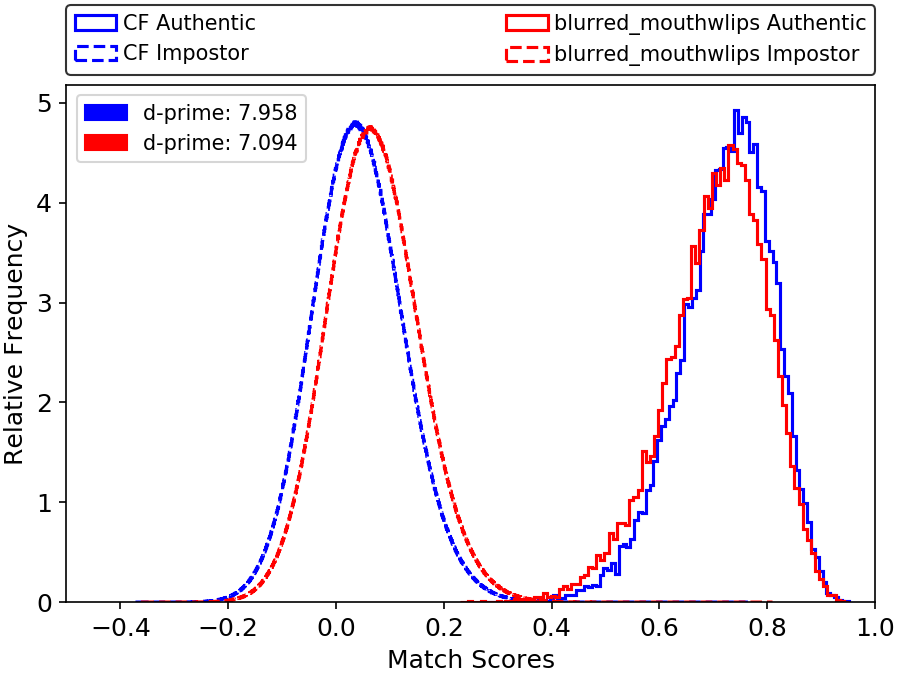 CF Authentic
CF Impostor
blurred_mouthwlips Authentic
blurred_mouthwlips Impostor
d-prime: 7.958
d-prime: 7.094
Relative Frequency
5
4
3
2
1
0
−0.4 −0.2 0.0 0.2 0.4 0.6 0.8 1.0
Match Scores